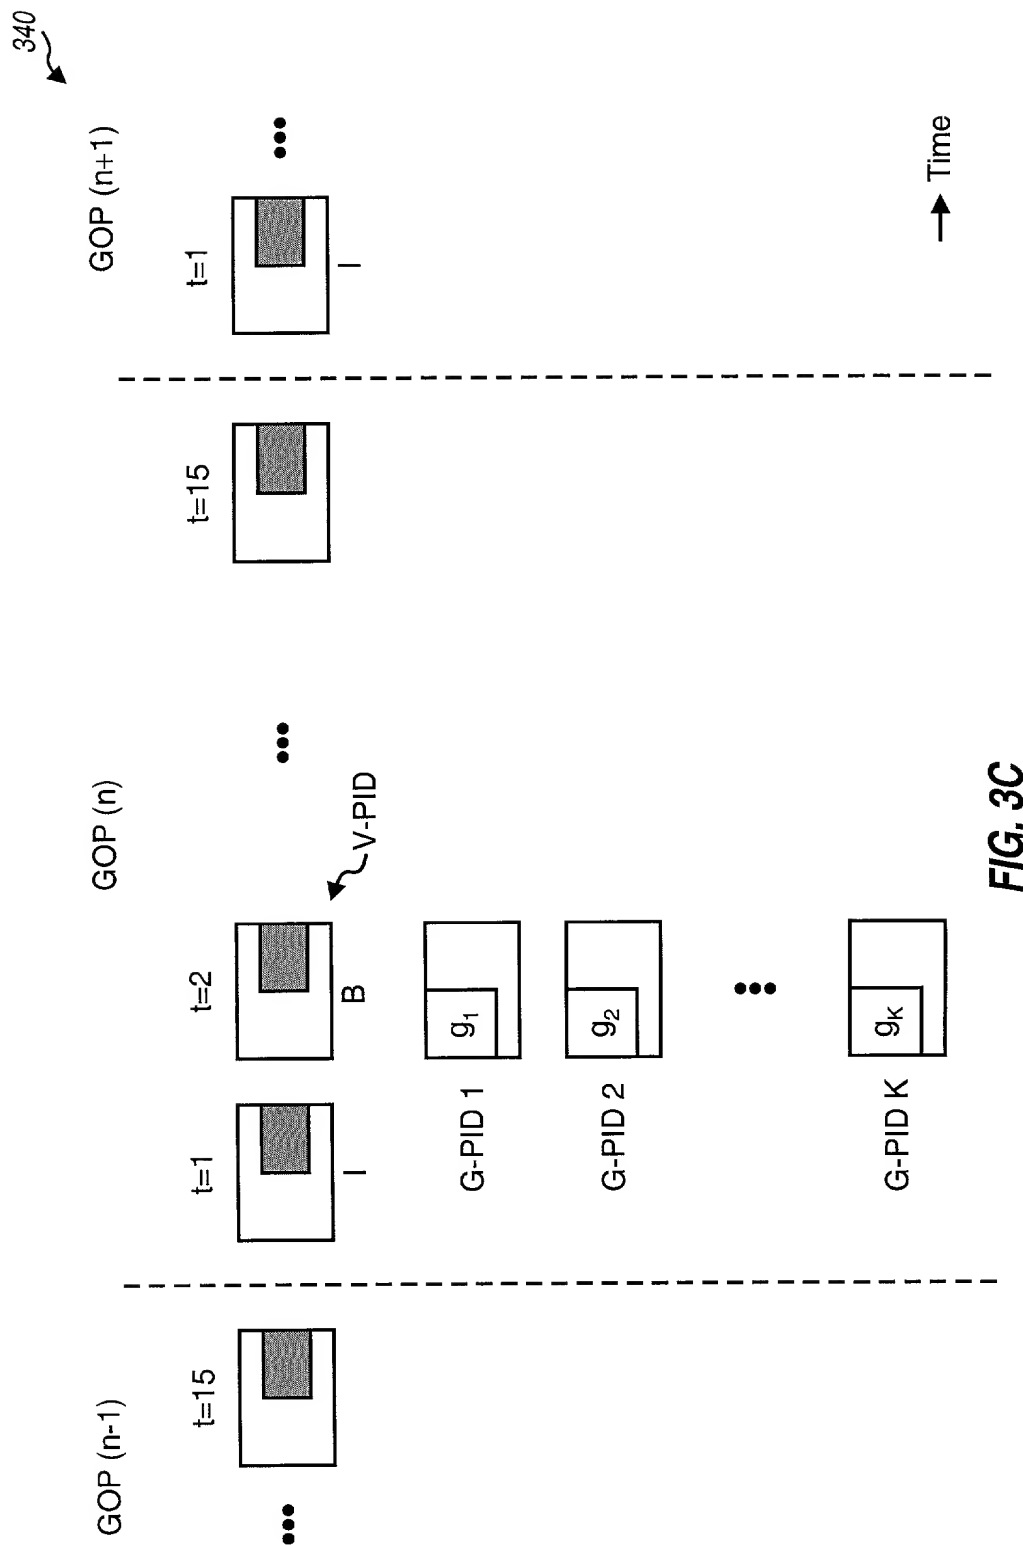 340
GOP (n-1)
GOP (n)
GOP (n+1)
t=15
t=1
t=2
t=15
t=1
I
B
I
V-PID
G-PID 1
g1
G-PID 2
g2
G-PID K
gK
Time
FIG. 3C